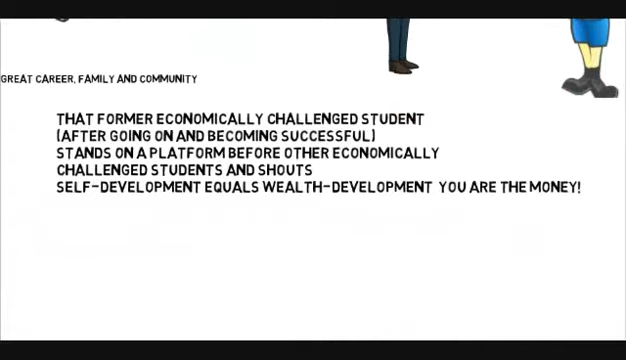 GREAT CAREER, FAMILY AND COMMUNITY
THAT FORMER ECONOMICALLY CHALLENGED STUDENT
(AFTER GOING ON AND BECOMING SUCCESSFUL)
STANDS ON A PLATFORM BEFORE OTHER ECONOMICALLY
CHALLENGED STUDENTS AND SHOUTS
SELF-DEVELOPMENT EQUALS WEALTH-DEVELOPMENT YOU ARE THE MONEY!